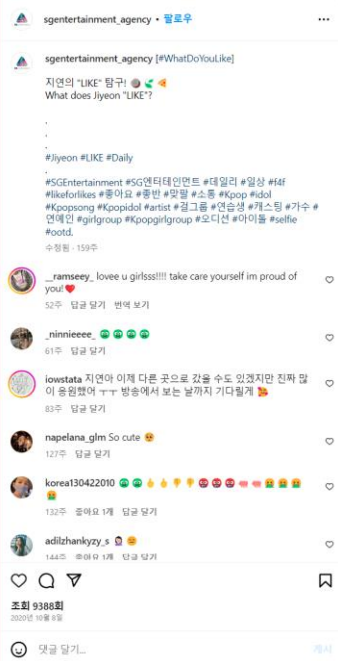 sgentertainment_agency • 팔로우
sgentertainment_agency [#WhatDoYouLike]
지연의 "LIKE" 탐구!
What does Jiyeon "LIKE"?
.
.
.
#Jiyeon #LIKE #Daily
.
#SGEntertainment #SG엔터테인먼트 #데일리 #일상 #f4f
#likeforlikes #좋아요 #좋반 #맞팔 #소통 #Kpop #idol
#Kpopsong #Kpopidol #artist #걸그룹 #연습생 #캐스팅 #가수 #
연예인 #girlgroup #Kpopgirlgroup #오디션 #아이돌 #selfie
#ootd.
수정됨 · 159주
__ramseey_ lovee u girlsss!!!! take care yourself im proud of
you!❤️
52주 답글 달기 번역 보기
_ninnieeee_
61주 답글 달기
iowstata 지연아 이제 다른 곳으로 갔을 수도 있겠지만 진짜 많
이 응원했어 ㅜㅜ 방송에서 보는 날까지 기다릴게
83주 답글 달기
napelana_glm So cute
127주 답글 달기
korea130422010
132주 좋아요 1개 답글 달기
adilzhankyzy_s
144주 좋아요 1개 답글 달기
조회 9388회
2020년 10월 8일
댓글 달기...
게시